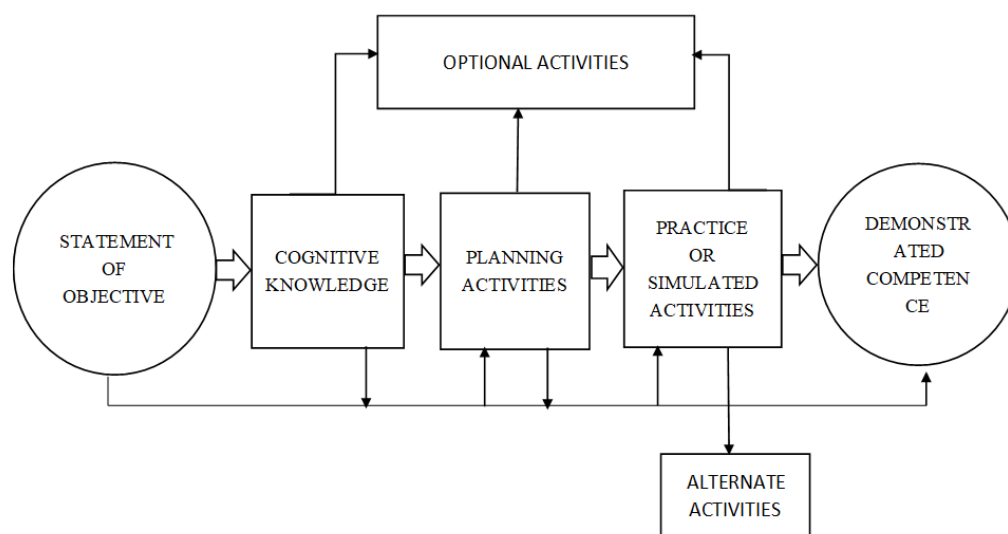 OPTIONAL ACTIVITIES
STATEMENT
OF
OBJECTIVE
COGNITIVE
KNOWLEDGE
PLANNING
ACTIVITIES
PRACTICE
OR
SIMULATED
ACTIVITIES
DEMONSTR
ATED
COMPETEN
CE
ALTERNATE
ACTIVITIES